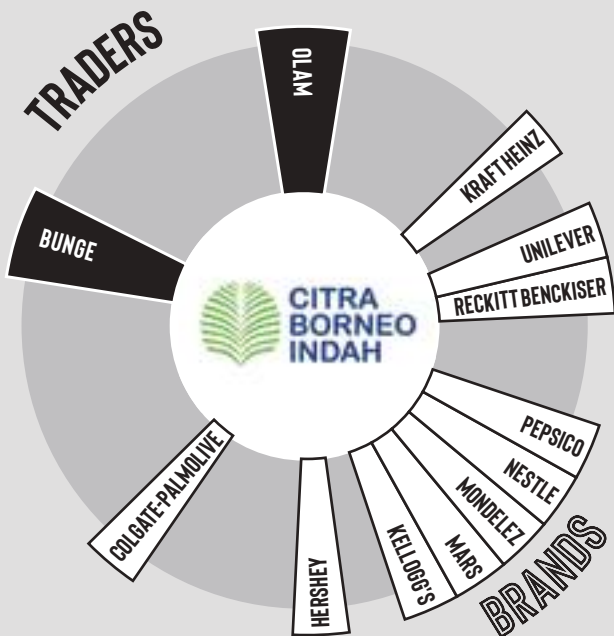 TRADERS
OLAM
BUNGE
KRAFT HEINZ
UNILEVER
RECKITT BENCKISER
CITRA
BORNEO
INDAH
PEPSICO
NESTLE
MONDELEZ
MARS
KELLOGG'S
HERSHEY
COLGATE-PALMOLIVE
BRANDS